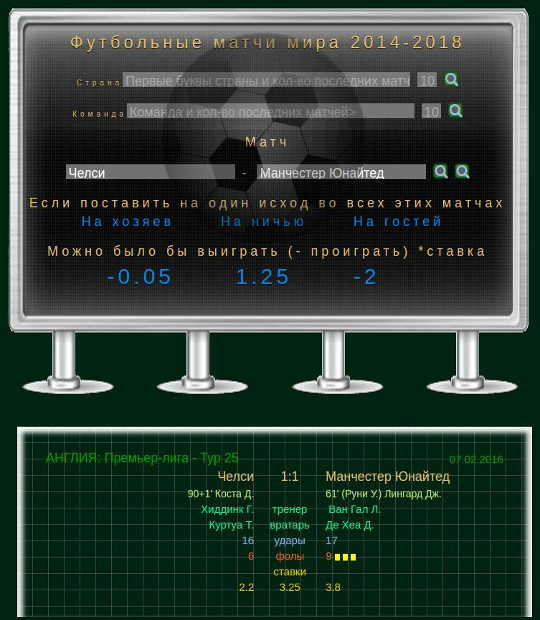 Футбольные матчи мира 2014-2018
Страна Первые буквы страны и кол-во последних матч 10
Команда Команда и кол-во последних матчей> 10
Матч
Челси - Манчестер Юнайтед
Если поставить на один исход во всех этих матчах
На хозяев На ничью На гостей
Можно было бы выиграть (- проиграть) *ставка
-0.05 1.25 -2
АНГЛИЯ: Премьер-лига - Тур 25 07.02.2016
Челси 1:1 Манчестер Юнайтед
90+1' Коста Д. 61' (Руни У.) Лингард Дж.
Хиддинк Г. тренер Ван Гал Л.
Куртуа Т. вратарь Де Хеа Д.
16 удары 17
6 фолы 9
ставки
2.2 3.25 3.8